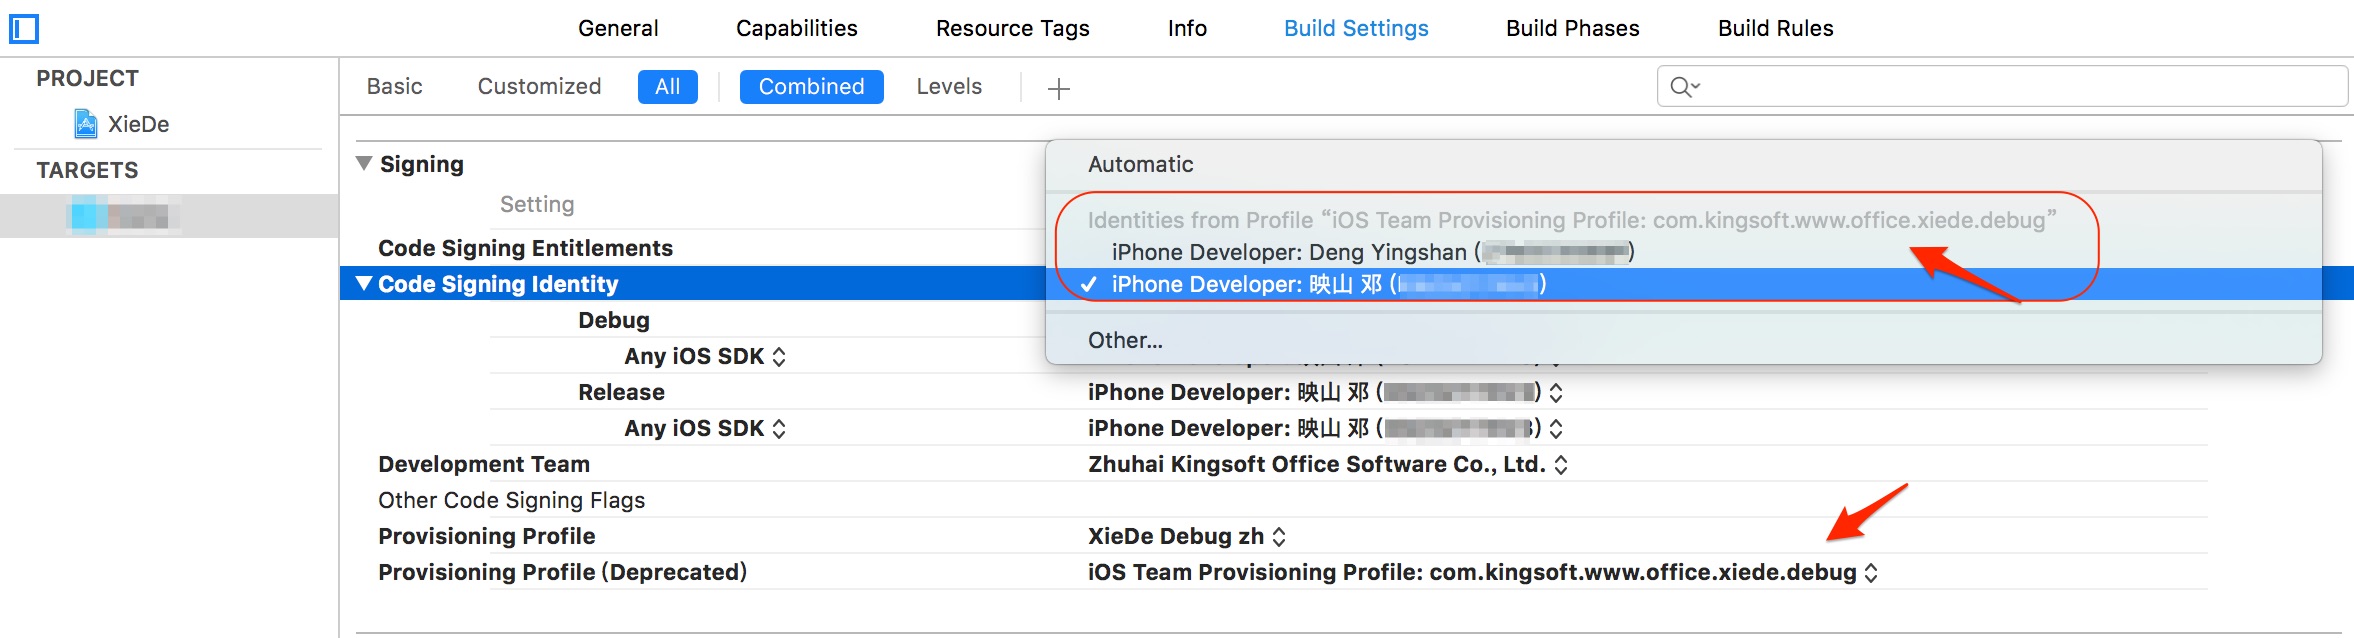 General Capabilities Resource Tags Info Build Settings Build Phases Build Rules
PROJECT
XieDe
TARGETS
Basic Customized All Combined Levels
Signing
Setting
Code Signing Entitlements
Code Signing Identity
Debug
Any iOS SDK
Release
Any iOS SDK
Development Team
Other Code Signing Flags
Provisioning Profile
Provisioning Profile (Deprecated)
Automatic
Identities from Profile “iOS Team Provisioning Profile: com.kingsoft.www.office.xiede.debug”
iPhone Developer: Deng Yingshan ( )
iPhone Developer: 映山 邓 ( )
Other...
iPhone Developer: 映山 邓 ( )
iPhone Developer: 映山 邓 ( )
Zhuhai Kingsoft Office Software Co., Ltd.
XieDe Debug zh
iOS Team Provisioning Profile: com.kingsoft.www.office.xiede.debug